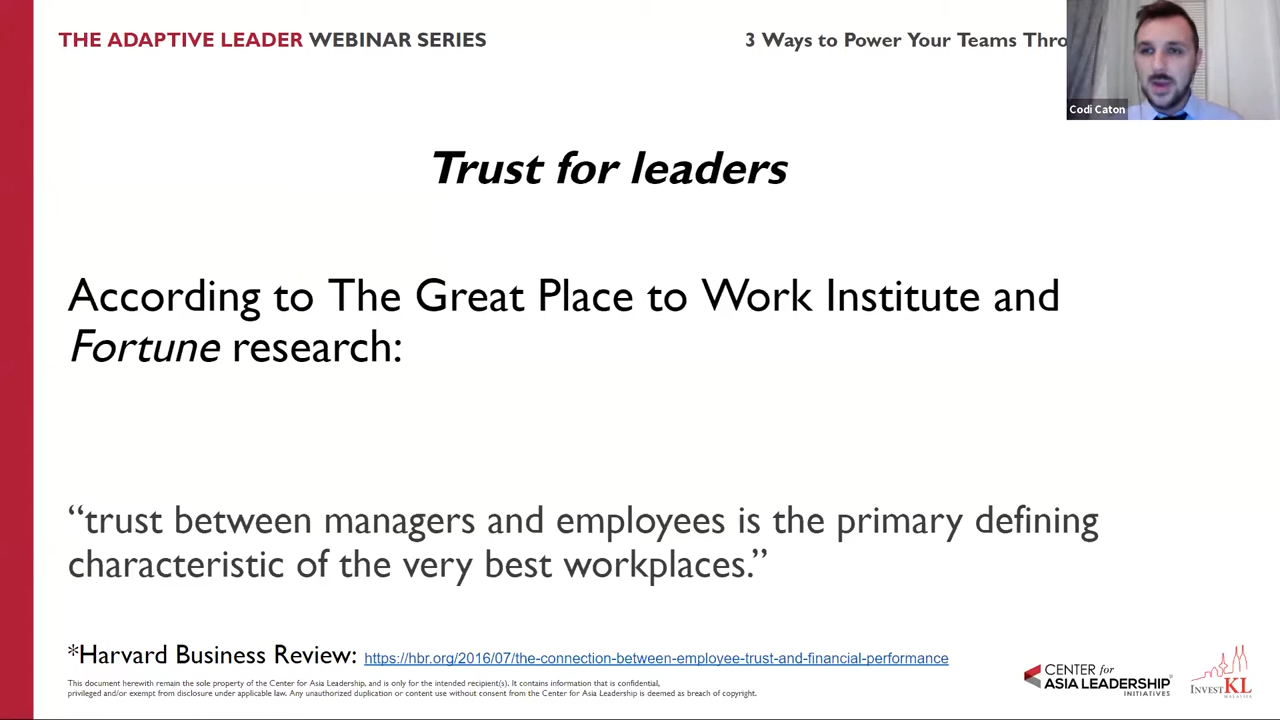 THE ADAPTIVE LEADER WEBINAR SERIES
3 Ways to Power Your Teams Thro
Codi Caton
Trust for leaders
According to The Great Place to Work Institute and
Fortune research:
“trust between managers and employees is the primary defining
characteristic of the very best workplaces.”
*Harvard Business Review: https://hbr.org/2016/07/the-connection-between-employee-trust-and-financial-performance
This document herewith remain the sole property of the Center for Asia Leadership, and is only for the intended recipient(s). It contains information that is confidential,
privileged and/or exempt from disclosure under applicable law. Any unauthorized duplication or content use without consent from the Center for Asia Leadership is deemed as breach of copyright.
CENTER for
ASIA LEADERSHIP
INITIATIVES
INVEST KL
MALAYSIA